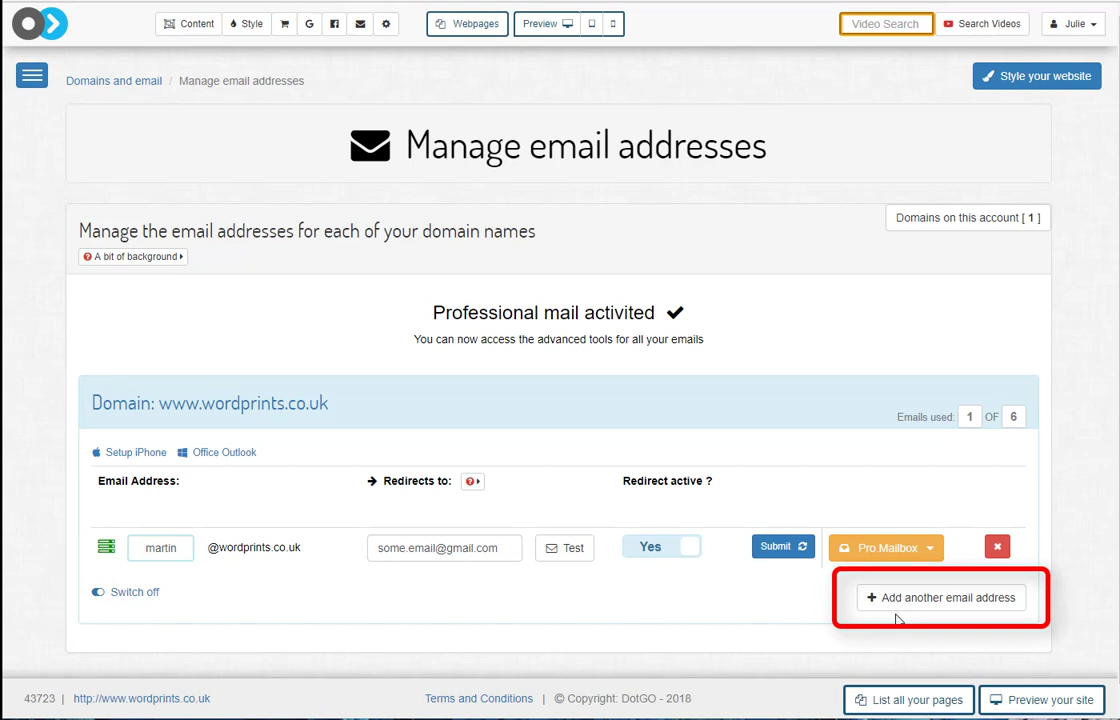 Content
Style
Webpages
Preview
Video Search
Search Videos
Julie
Domains and email / Manage email addresses
Style your website
Manage email addresses
Domains on this account [ 1 ]
Manage the email addresses for each of your domain names
A bit of background
Professional mail activited
You can now access the advanced tools for all your emails
Domain: www.wordprints.co.uk
Emails used: 1 OF 6
Setup iPhone
Office Outlook
Email Address:
Redirects to:
Redirect active ?
martin @wordprints.co.uk
some.email@gmail.com
Test
Yes
Submit
Pro.Mailbox
Switch off
+ Add another email address
43723 | http://www.wordprints.co.uk
Terms and Conditions | © Copyright: DotGO - 2018
List all your pages
Preview your site